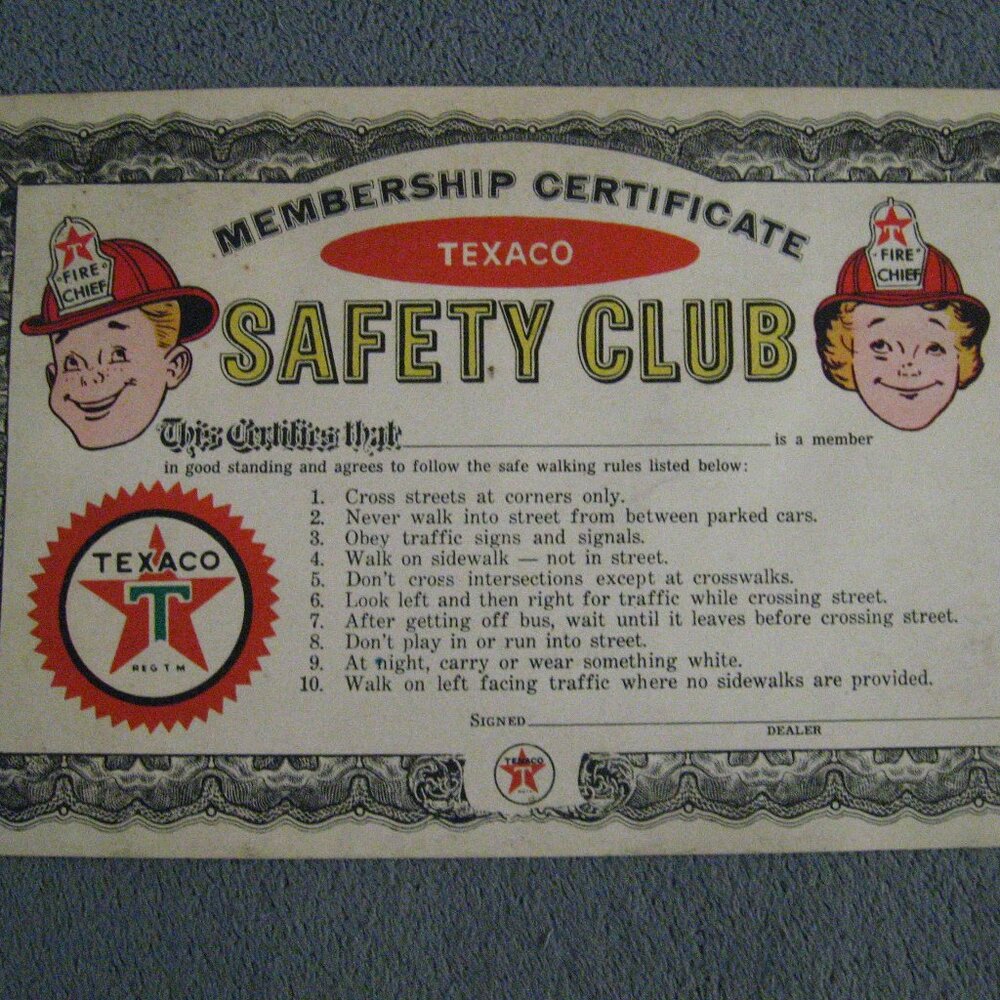 MEMBERSHIP CERTIFICATE
TEXACO
SAFETY CLUB
T
"FIRE"
CHIEF
T
"FIRE"
CHIEF
This Certifies that is a member
in good standing and agrees to follow the safe walking rules listed below:
1. Cross streets at corners only.
2. Never walk into street from between parked cars.
3. Obey traffic signs and signals.
4. Walk on sidewalk — not in street.
5. Don't cross intersections except at crosswalks.
6. Look left and then right for traffic while crossing street.
7. After getting off bus, wait until it leaves before crossing street.
8. Don't play in or run into street.
9. At night, carry or wear something white.
10. Walk on left facing traffic where no sidewalks are provided.
TEXACO
T
REG T M
SIGNED
DEALER
TEXACO
T